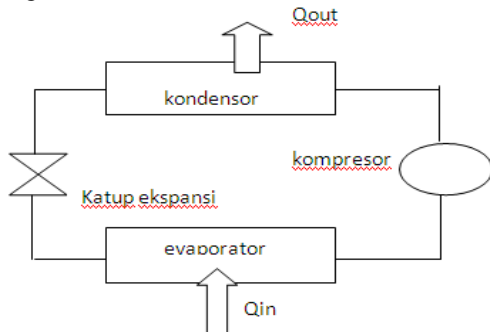 Qout
kondensor
kompresor
Katup ekspansi
evaporator
Qin